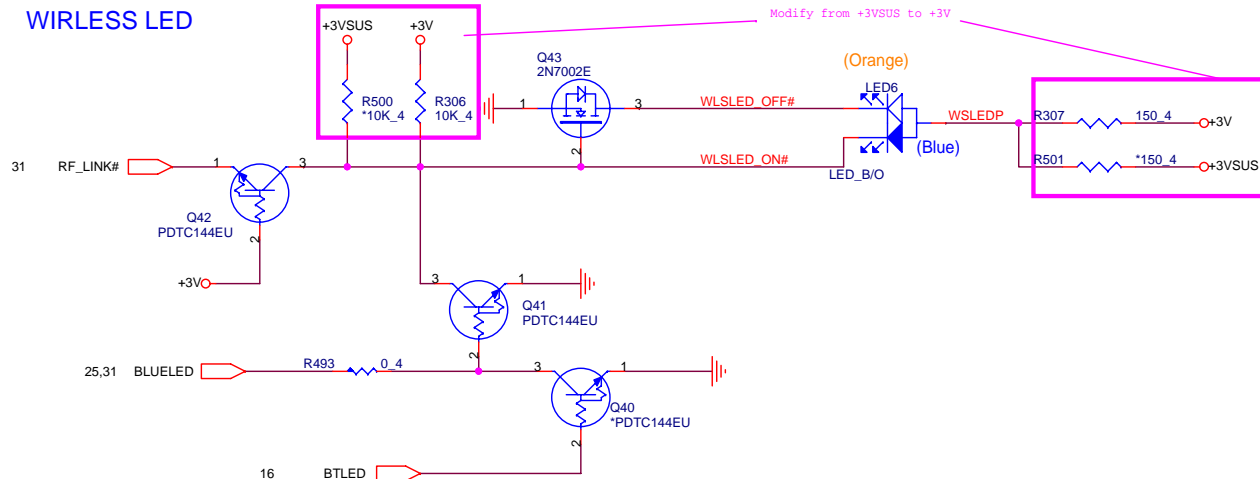 WIRLESS LED
Modify from +3VSUS to +3V
+3VSUS
+3V
R500
*10K_4
R306
10K_4
Q43
2N7002E
1
3
2
WLSLED_OFF#
(Orange)
LED6
WSLEDP
R307
150_4
+3V
31
RF_LINK#
1
3
2
WLSLED_ON#
LED_B/O
(Blue)
R501
*150_4
+3VSUS
Q42
PDTC144EU
+3V
3
1
2
Q41
PDTC144EU
25,31
BLUELED
R493
0_4
3
1
2
Q40
*PDTC144EU
16
BTLED